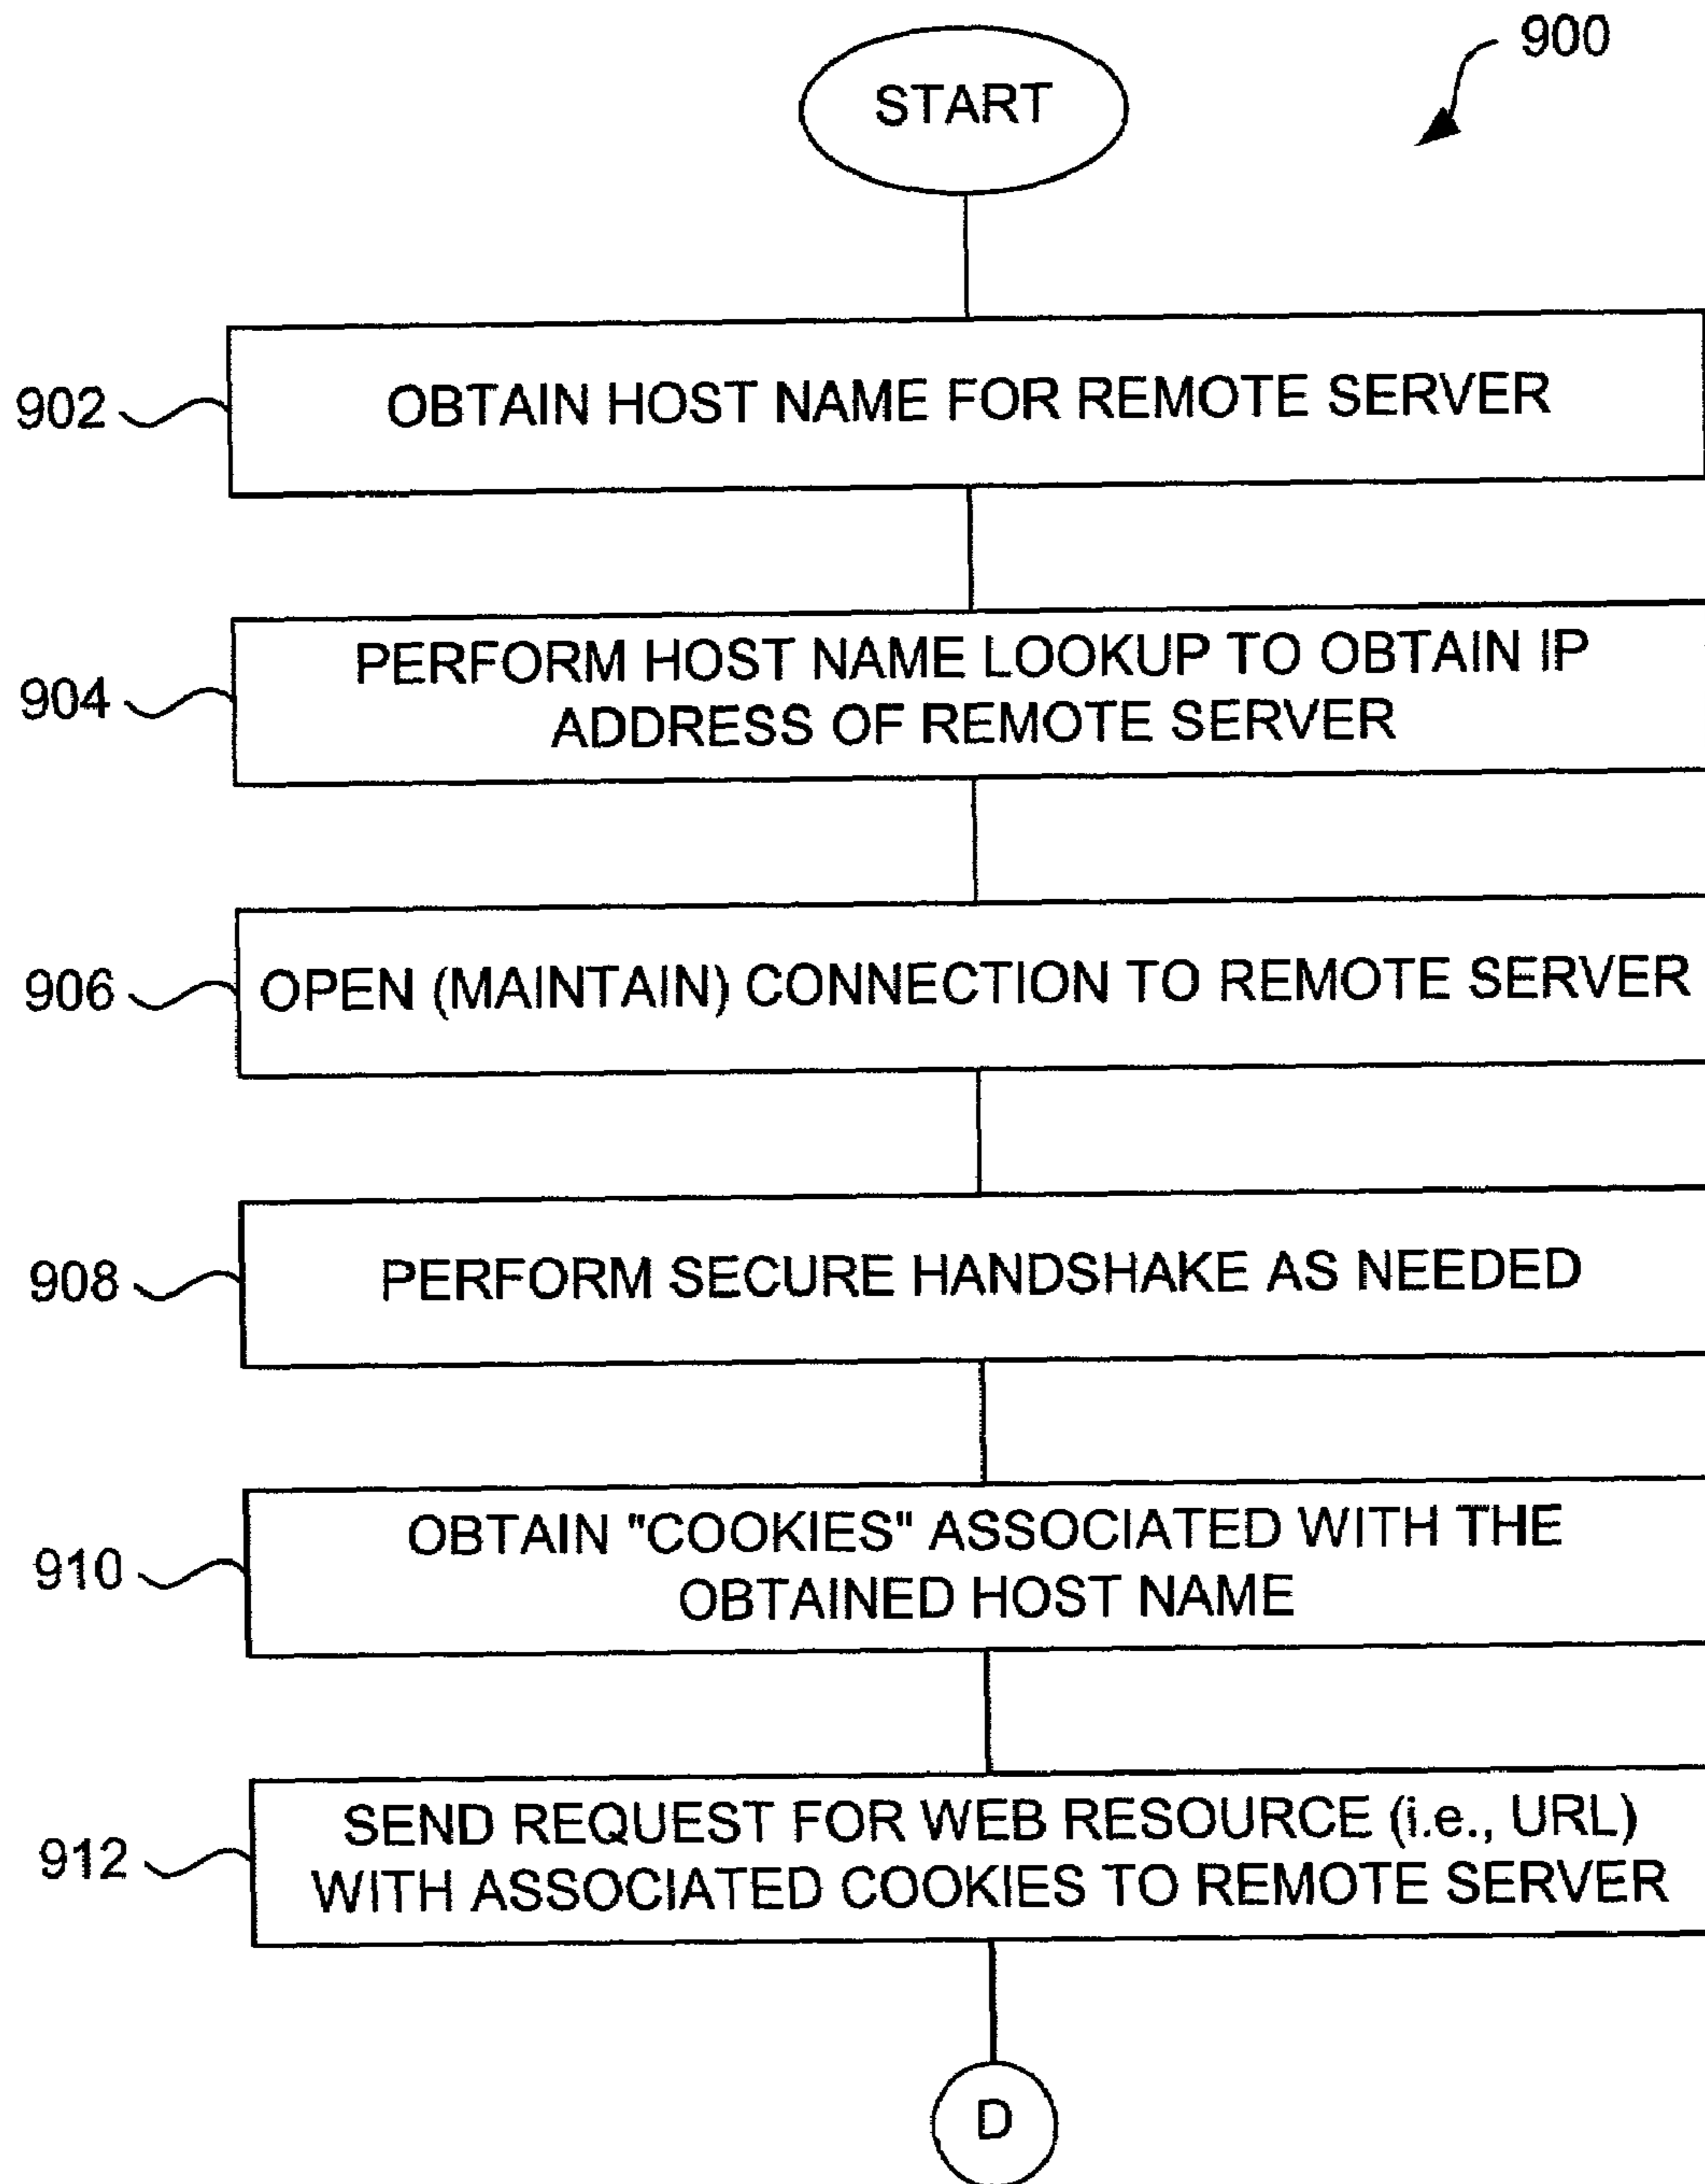 900
START
902
OBTAIN HOST NAME FOR REMOTE SERVER
904
PERFORM HOST NAME LOOKUP TO OBTAIN IP
ADDRESS OF REMOTE SERVER
906
OPEN (MAINTAIN) CONNECTION TO REMOTE SERVER
908
PERFORM SECURE HANDSHAKE AS NEEDED
910
OBTAIN "COOKIES" ASSOCIATED WITH THE
OBTAINED HOST NAME
912
SEND REQUEST FOR WEB RESOURCE (i.e., URL)
WITH ASSOCIATED COOKIES TO REMOTE SERVER
D